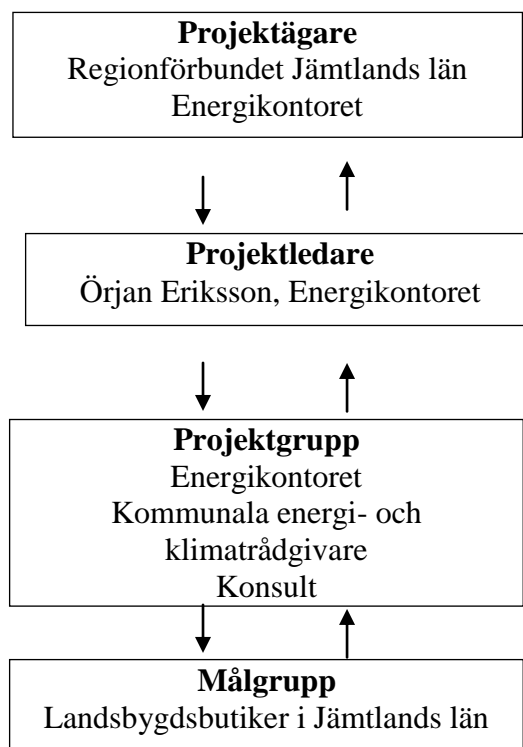 Projektägare
Regionförbundet Jämtlands län
Energikontoret
Projektledare
Örjan Eriksson, Energikontoret
Projektgrupp
Energikontoret
Kommunala energi- och
klimatrådgivare
Konsult
Målgrupp
Landsbygdsbutiker i Jämtlands län